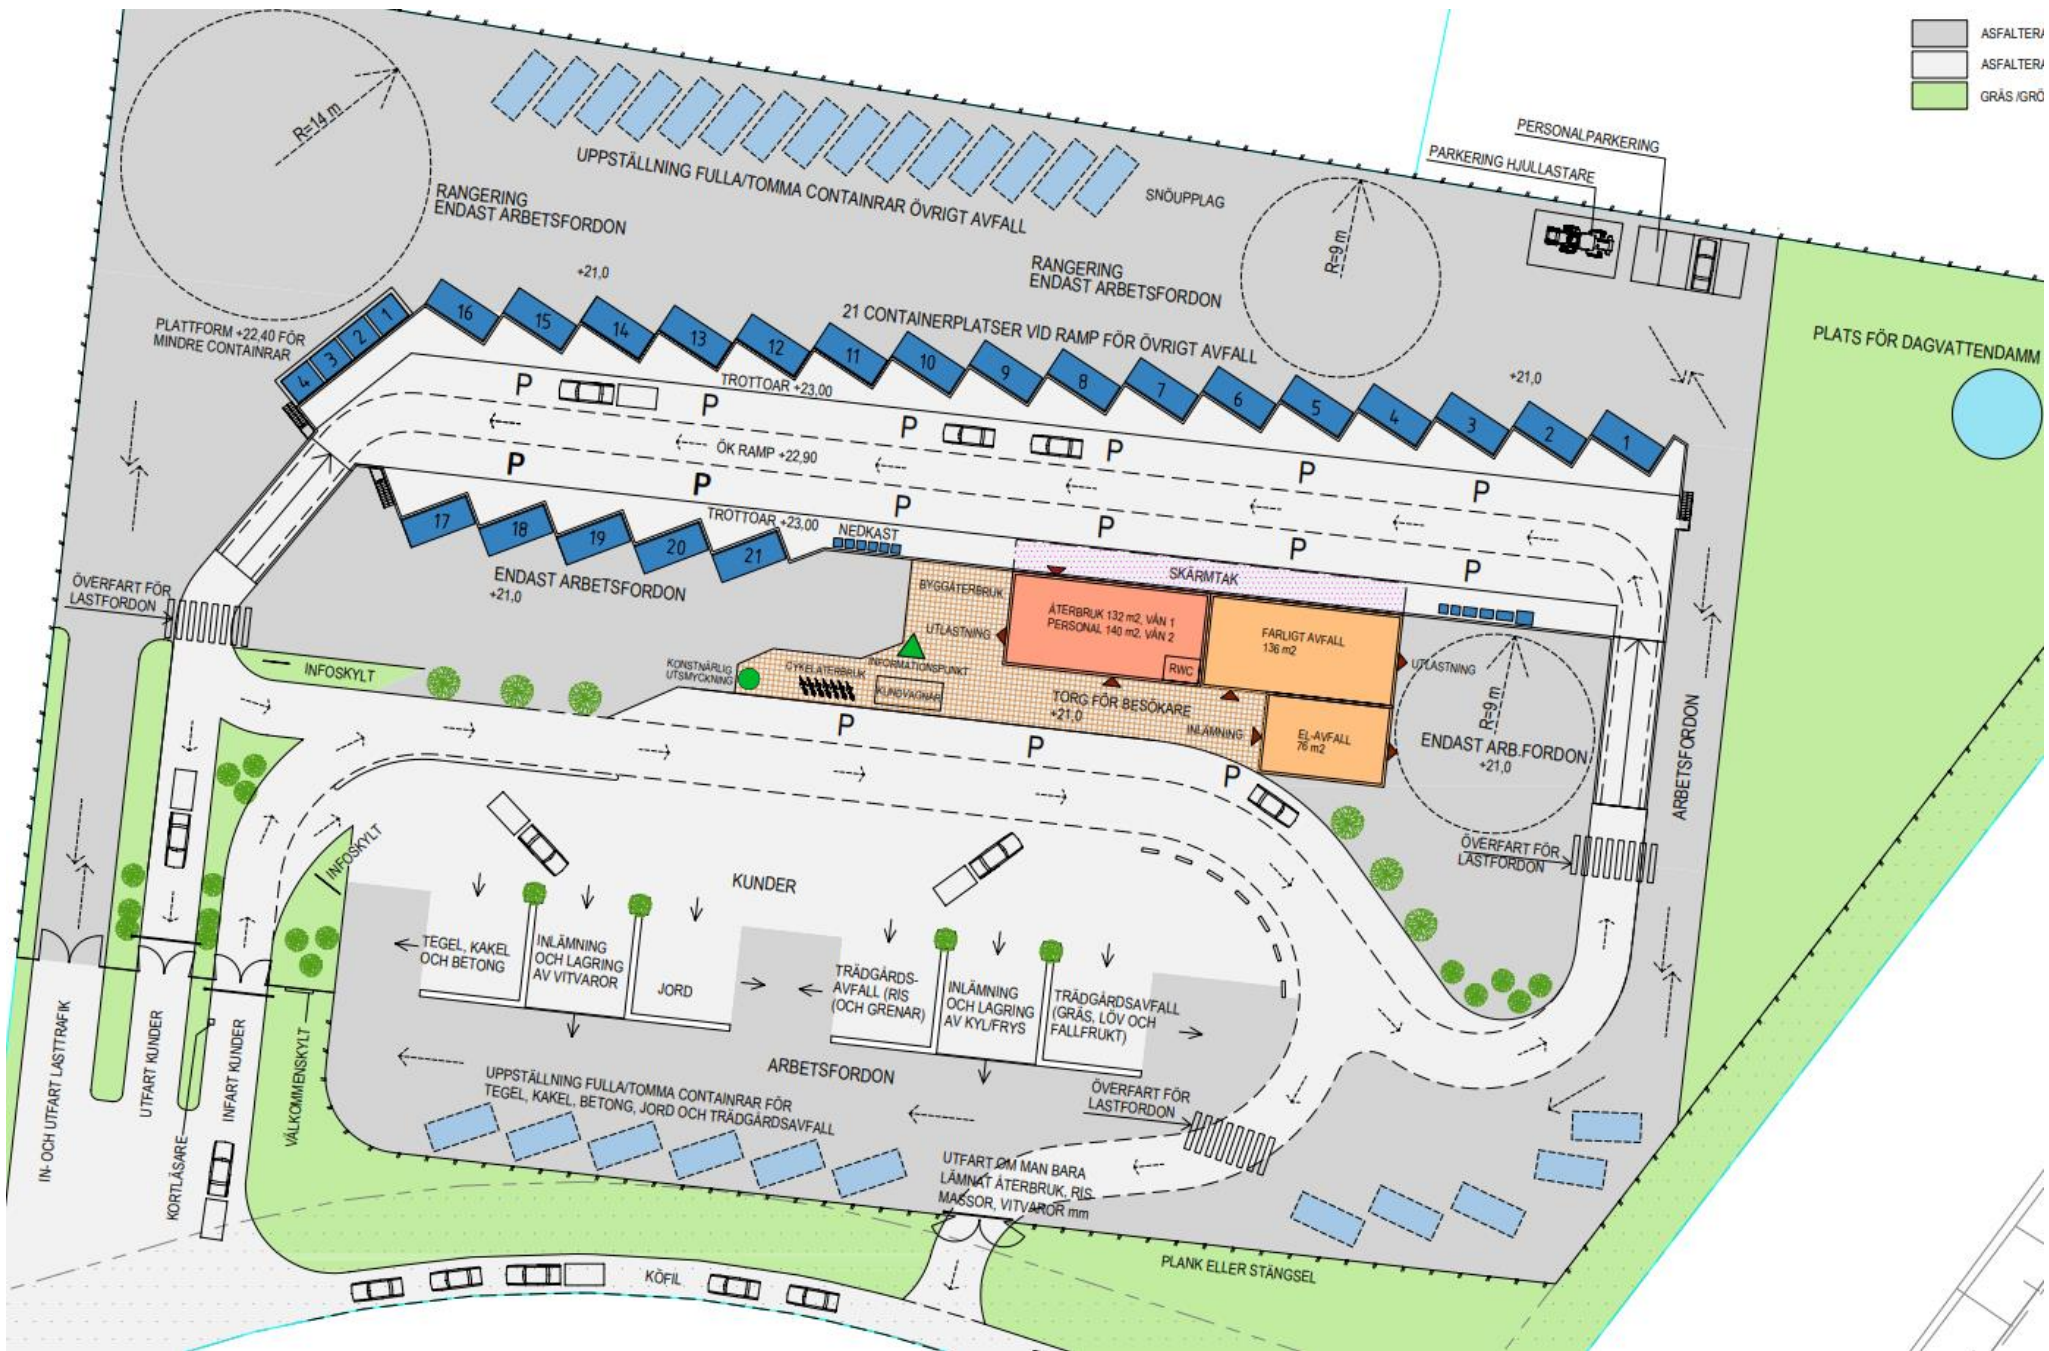 ASFALTERA
ASFALTERA
GRÄS /GRÖ
R=14 m
PERSONALPARKERING
PARKERING HJULLASTARE
UPPSTÄLLNING FULLA/TOMMA CONTAINRAR ÖVRIGT AVFALL
SNÖUPPLAG
RANGERING
ENDAST ARBETSFORDON
+21,0
R=9 m
RANGERING
ENDAST ARBETSFORDON
PLATTFORM +22,40 FÖR
MINDRE CONTAINRAR
1
2
3
4
21 CONTAINERPLATSER VID RAMP FÖR ÖVRIGT AVFALL
PLATS FÖR DAGVATTENDAMM
+21,0
16
15
14
13
12
11
10
9
8
7
6
5
4
3
2
1
TROTTOAR +23,00
P
P
P
P
P
P
ÖK RAMP +22,90
P
P
P
P
P
P
17
18
19
20
21
TROTTOAR +23,00
NEDKAST
SKÄRMTAK
ENDAST ARBETSFORDON
+21,0
ÖVERFART FÖR
LASTFORDON
BYGGÅTERBRUK
ÅTERBRUK 132 m2, VÅN 1
PERSONAL 140 m2, VÅN 2
FARLIGT AVFALL
136 m2
UTLASTNING
UTLASTNING
RWC
KONSTNÄRLIG
UTSMYCKNING
CYKELÅTERBRUK
INFORMATIONSPUNKT
KUNDVAGNAR
TORG FÖR BESÖKARE
+21,0
INLÄMNING
EL-AVFALL
76 m2
R=9 m
ENDAST ARB.FORDON
+21,0
ARBETSFORDON
INFOSKYLT
P
P
P
INFOSKYLT
ÖVERFART FÖR
LASTFORDON
KUNDER
TEGEL, KAKEL
OCH BETONG
INLÄMNING
OCH LAGRING
AV VITVAROR
JORD
TRÄDGÅRDS-
AVFALL (RIS
(OCH GRENAR)
INLÄMNING
OCH LAGRING
AV KYL/FRYS
TRÄDGÅRDSAVFALL
(GRÄS, LÖV OCH
FALLFRUKT)
IN- OCH UTFART LASTTRAFIK
UTFART KUNDER
KORTLÄSARE
INFART KUNDER
VÄLKOMMENSKYLT
ARBETSFORDON
UPPSTÄLLNING FULLA/TOMMA CONTAINRAR FÖR
TEGEL, KAKEL, BETONG, JORD OCH TRÄDGÅRDSAVFALL
ÖVERFART FÖR
LASTFORDON
UTFART OM MAN BARA
LÄMNAT ÅTERBRUK, RIS,
MASSOR, VITVAROR mm
PLANK ELLER STÄNGSEL
KÖFIL